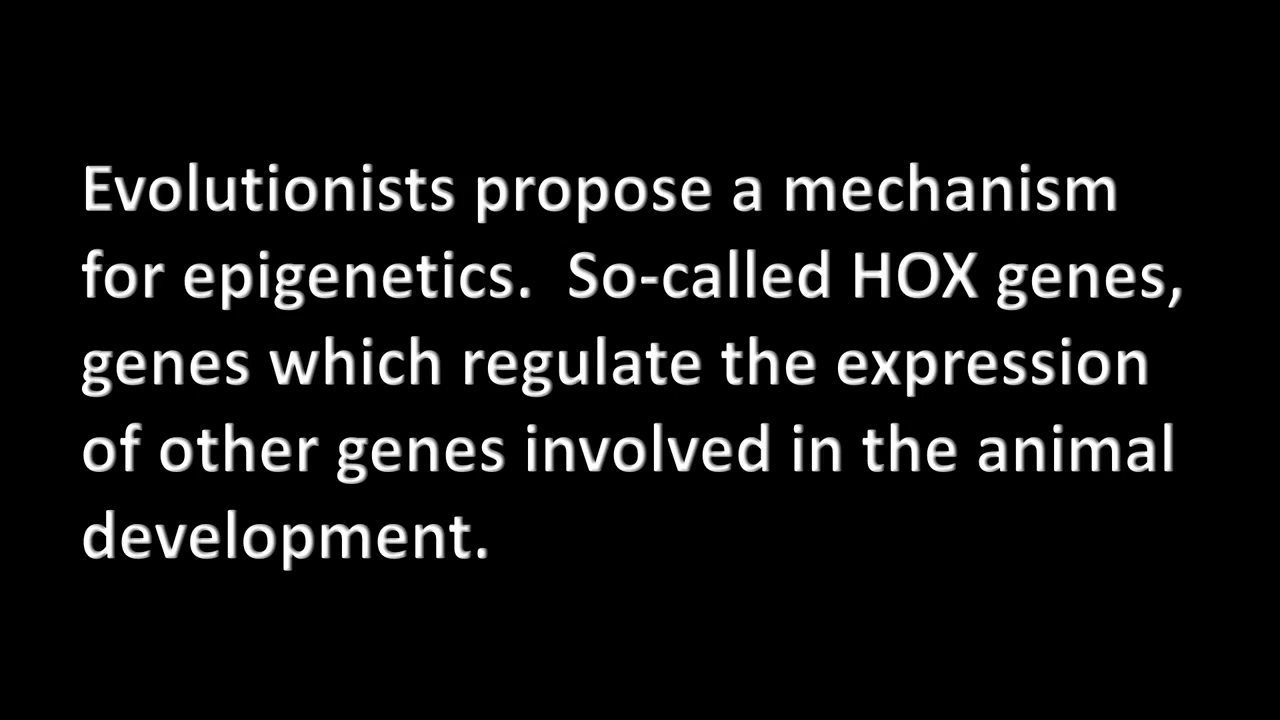 Evolutionists propose a mechanism
for epigenetics.  So-called HOX genes,
genes which regulate the expression
of other genes involved in the animal
development.